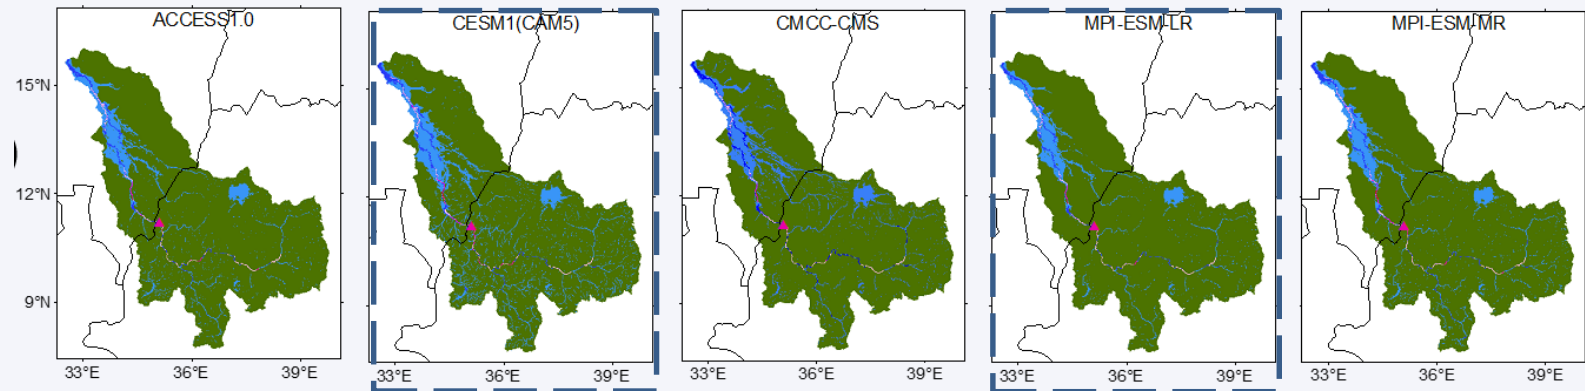 ACCESS1.0 CESM1(CAM5) CMCC-CMS MPI-ESM-LR MPI-ESM-MR
15°N
12°N
9°N
33°E 36°E 39°E 33°E 36°E 39°E 33°E 36°E 39°E 33°E 36°E 39°E 33°E 36°E 39°E
)